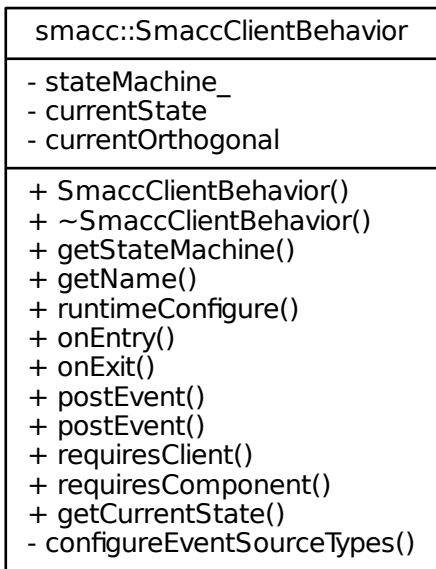 smacc::SmaccClientBehavior
- stateMachine_
- currentState
- currentOrthogonal
+ SmaccClientBehavior()
+ ~SmaccClientBehavior()
+ getStateMachine()
+ getName()
+ runtimeConfigure()
+ onEntry()
+ onExit()
+ postEvent()
+ postEvent()
+ requiresClient()
+ requiresComponent()
+ getCurrentState()
- configureEventSourceTypes()